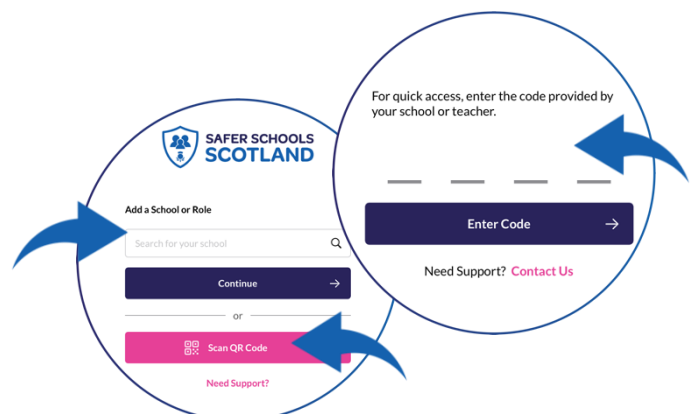 SAFER SCHOOLS
SCOTLAND
Add a School or Role
Search for your school
Continue
or
Scan QR Code
Need Support?
For quick access, enter the code provided by
your school or teacher.
Enter Code
Need Support? Contact Us